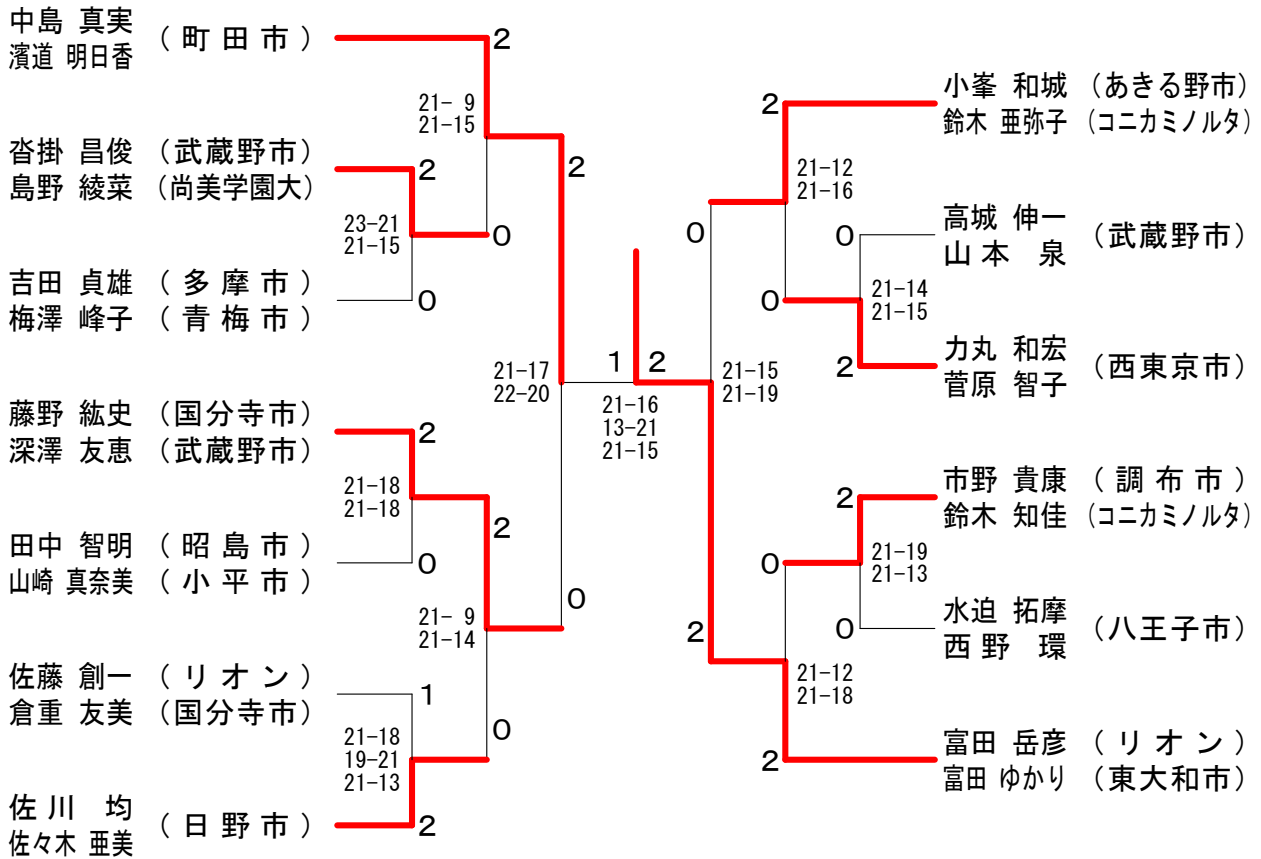 中島 真実 (町田市)
濱道 明日香
2
21- 9
21-15
沓掛 昌俊 (武蔵野市)
島野 綾菜 (尚美学園大)
2
23-21
21-15
0
吉田 貞雄 (多摩市)
梅澤 峰子 (青梅市)
0
2
21-17
22-20
藤野 紘史 (国分寺市)
深澤 友恵 (武蔵野市)
2
21-18
21-18
2
田中 智明 (昭島市)
山崎 真奈美 (小平市)
0
21- 9
21-14
0
佐藤 創一 (リオン)
倉重 友美 (国分寺市)
1
21-18
19-21
21-13
0
佐川 均 (日野市)
佐々木 亜美
2
1 2
21-16
13-21
21-15
小峯 和城 (あきる野市)
鈴木 亜弥子 (コニカミノルタ)
2
21-12
21-16
0
高城 伸一 (武蔵野市)
山本 泉
0
0
21-14
21-15
力丸 和宏 (西東京市)
菅原 智子
2
21-15
21-19
市野 貴康 (調布市)
鈴木 知佳 (コニカミノルタ)
2
0
21-19
21-13
水迫 拓摩 (八王子市)
西野 環
0
2
21-12
21-18
富田 岳彦 (リオン)
富田 ゆかり (東大和市)
2